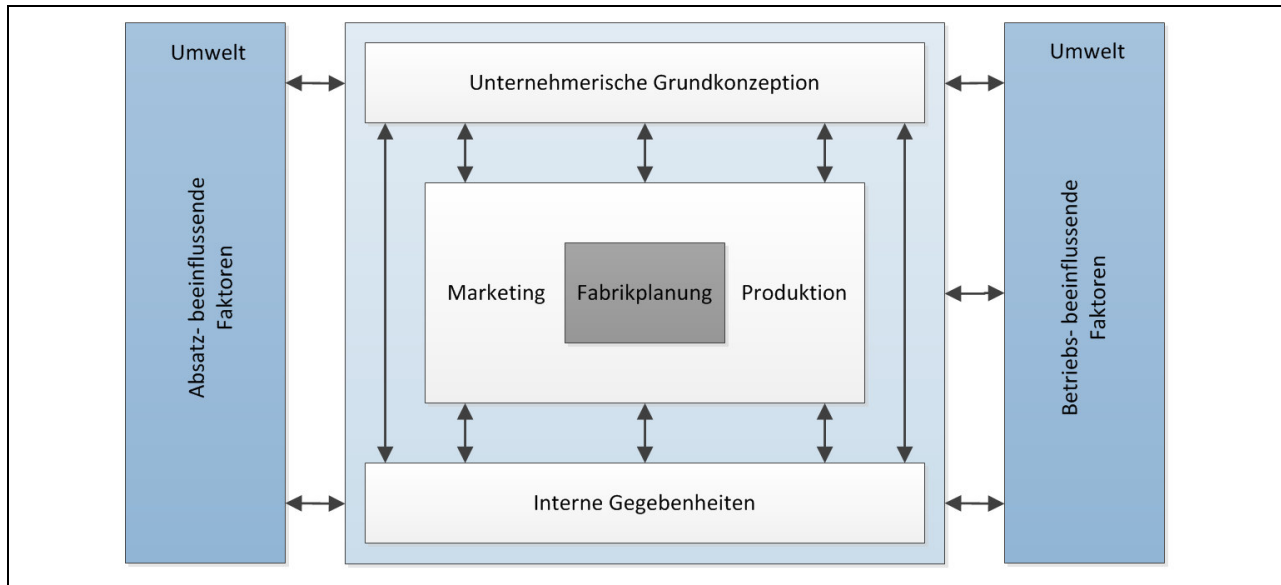 Umwelt
Absatz- beeinflussende
Faktoren
Unternehmerische Grundkonzeption
Marketing
Fabrikplanung
Produktion
Interne Gegebenheiten
Umwelt
Betriebs- beeinflussende
Faktoren